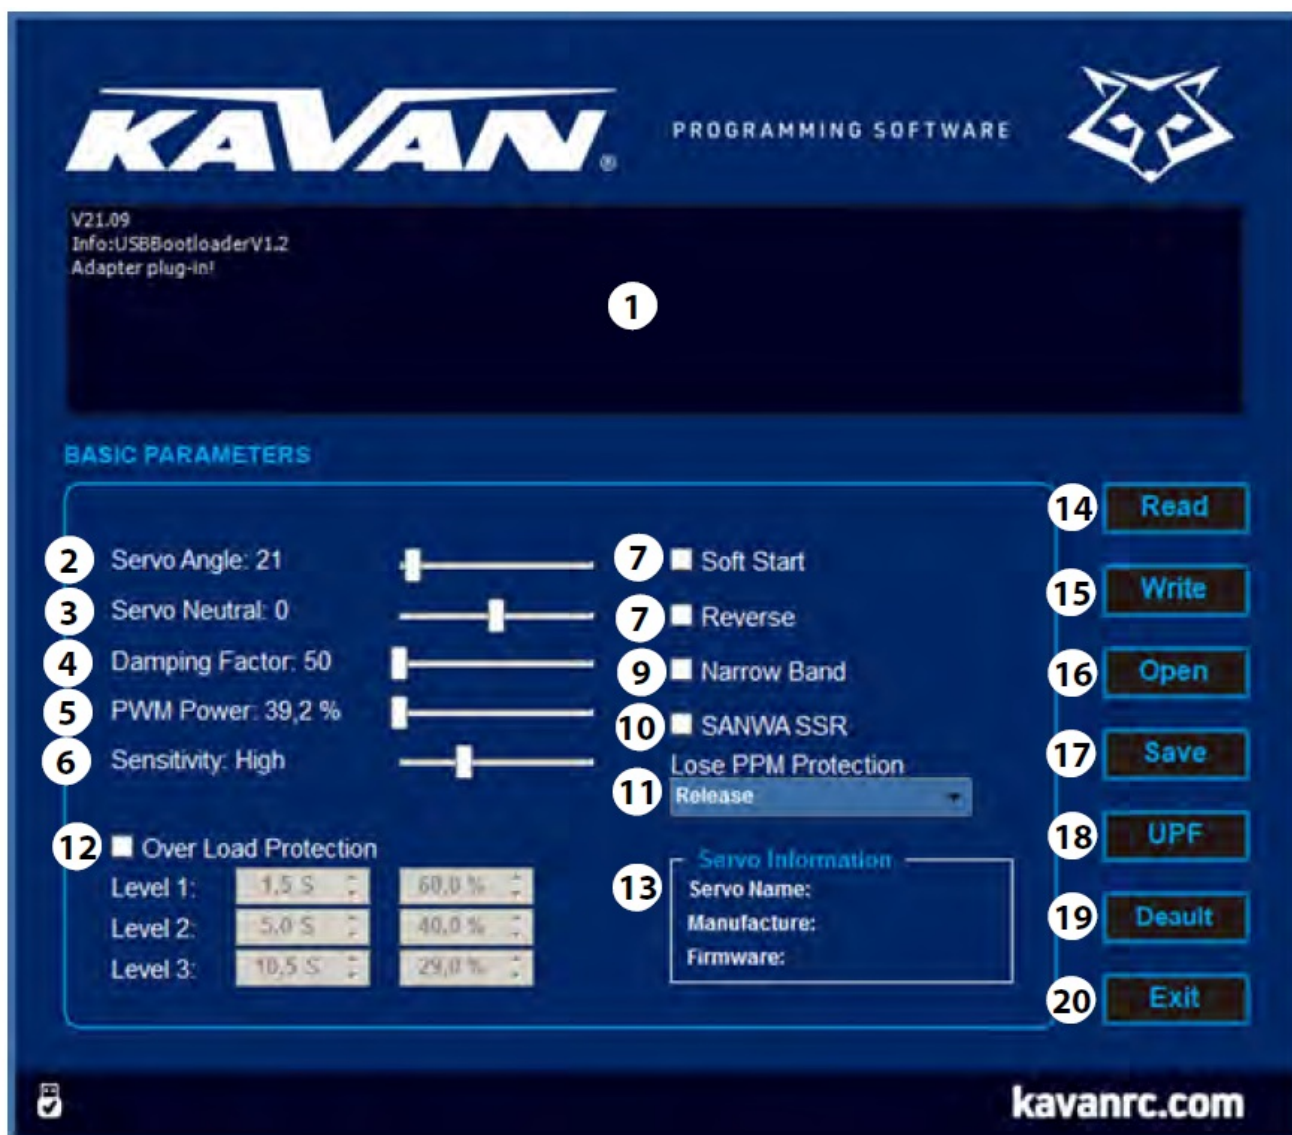 KAVAN®
PROGRAMMING SOFTWARE
V21.09
Info:USBBootloaderV1.2
Adapter plug-in!
1
BASIC PARAMETERS
2 Servo Angle: 21
3 Servo Neutral: 0
4 Damping Factor: 50
5 PWM Power: 39,2 %
6 Sensitivity: High
7 Soft Start
7 Reverse
9 Narrow Band
10 SANWA SSR
Lose PPM Protection
11 Release
12 Over Load Protection
Level 1: 1,5 S 60,0 %
Level 2: 5,0 S 40,0 %
Level 3: 10,5 S 29,0 %
13 Servo Information
Servo Name:
Manufacture:
Firmware:
14 Read
15 Write
16 Open
17 Save
18 UPF
19 Deault
20 Exit
kavanrc.com